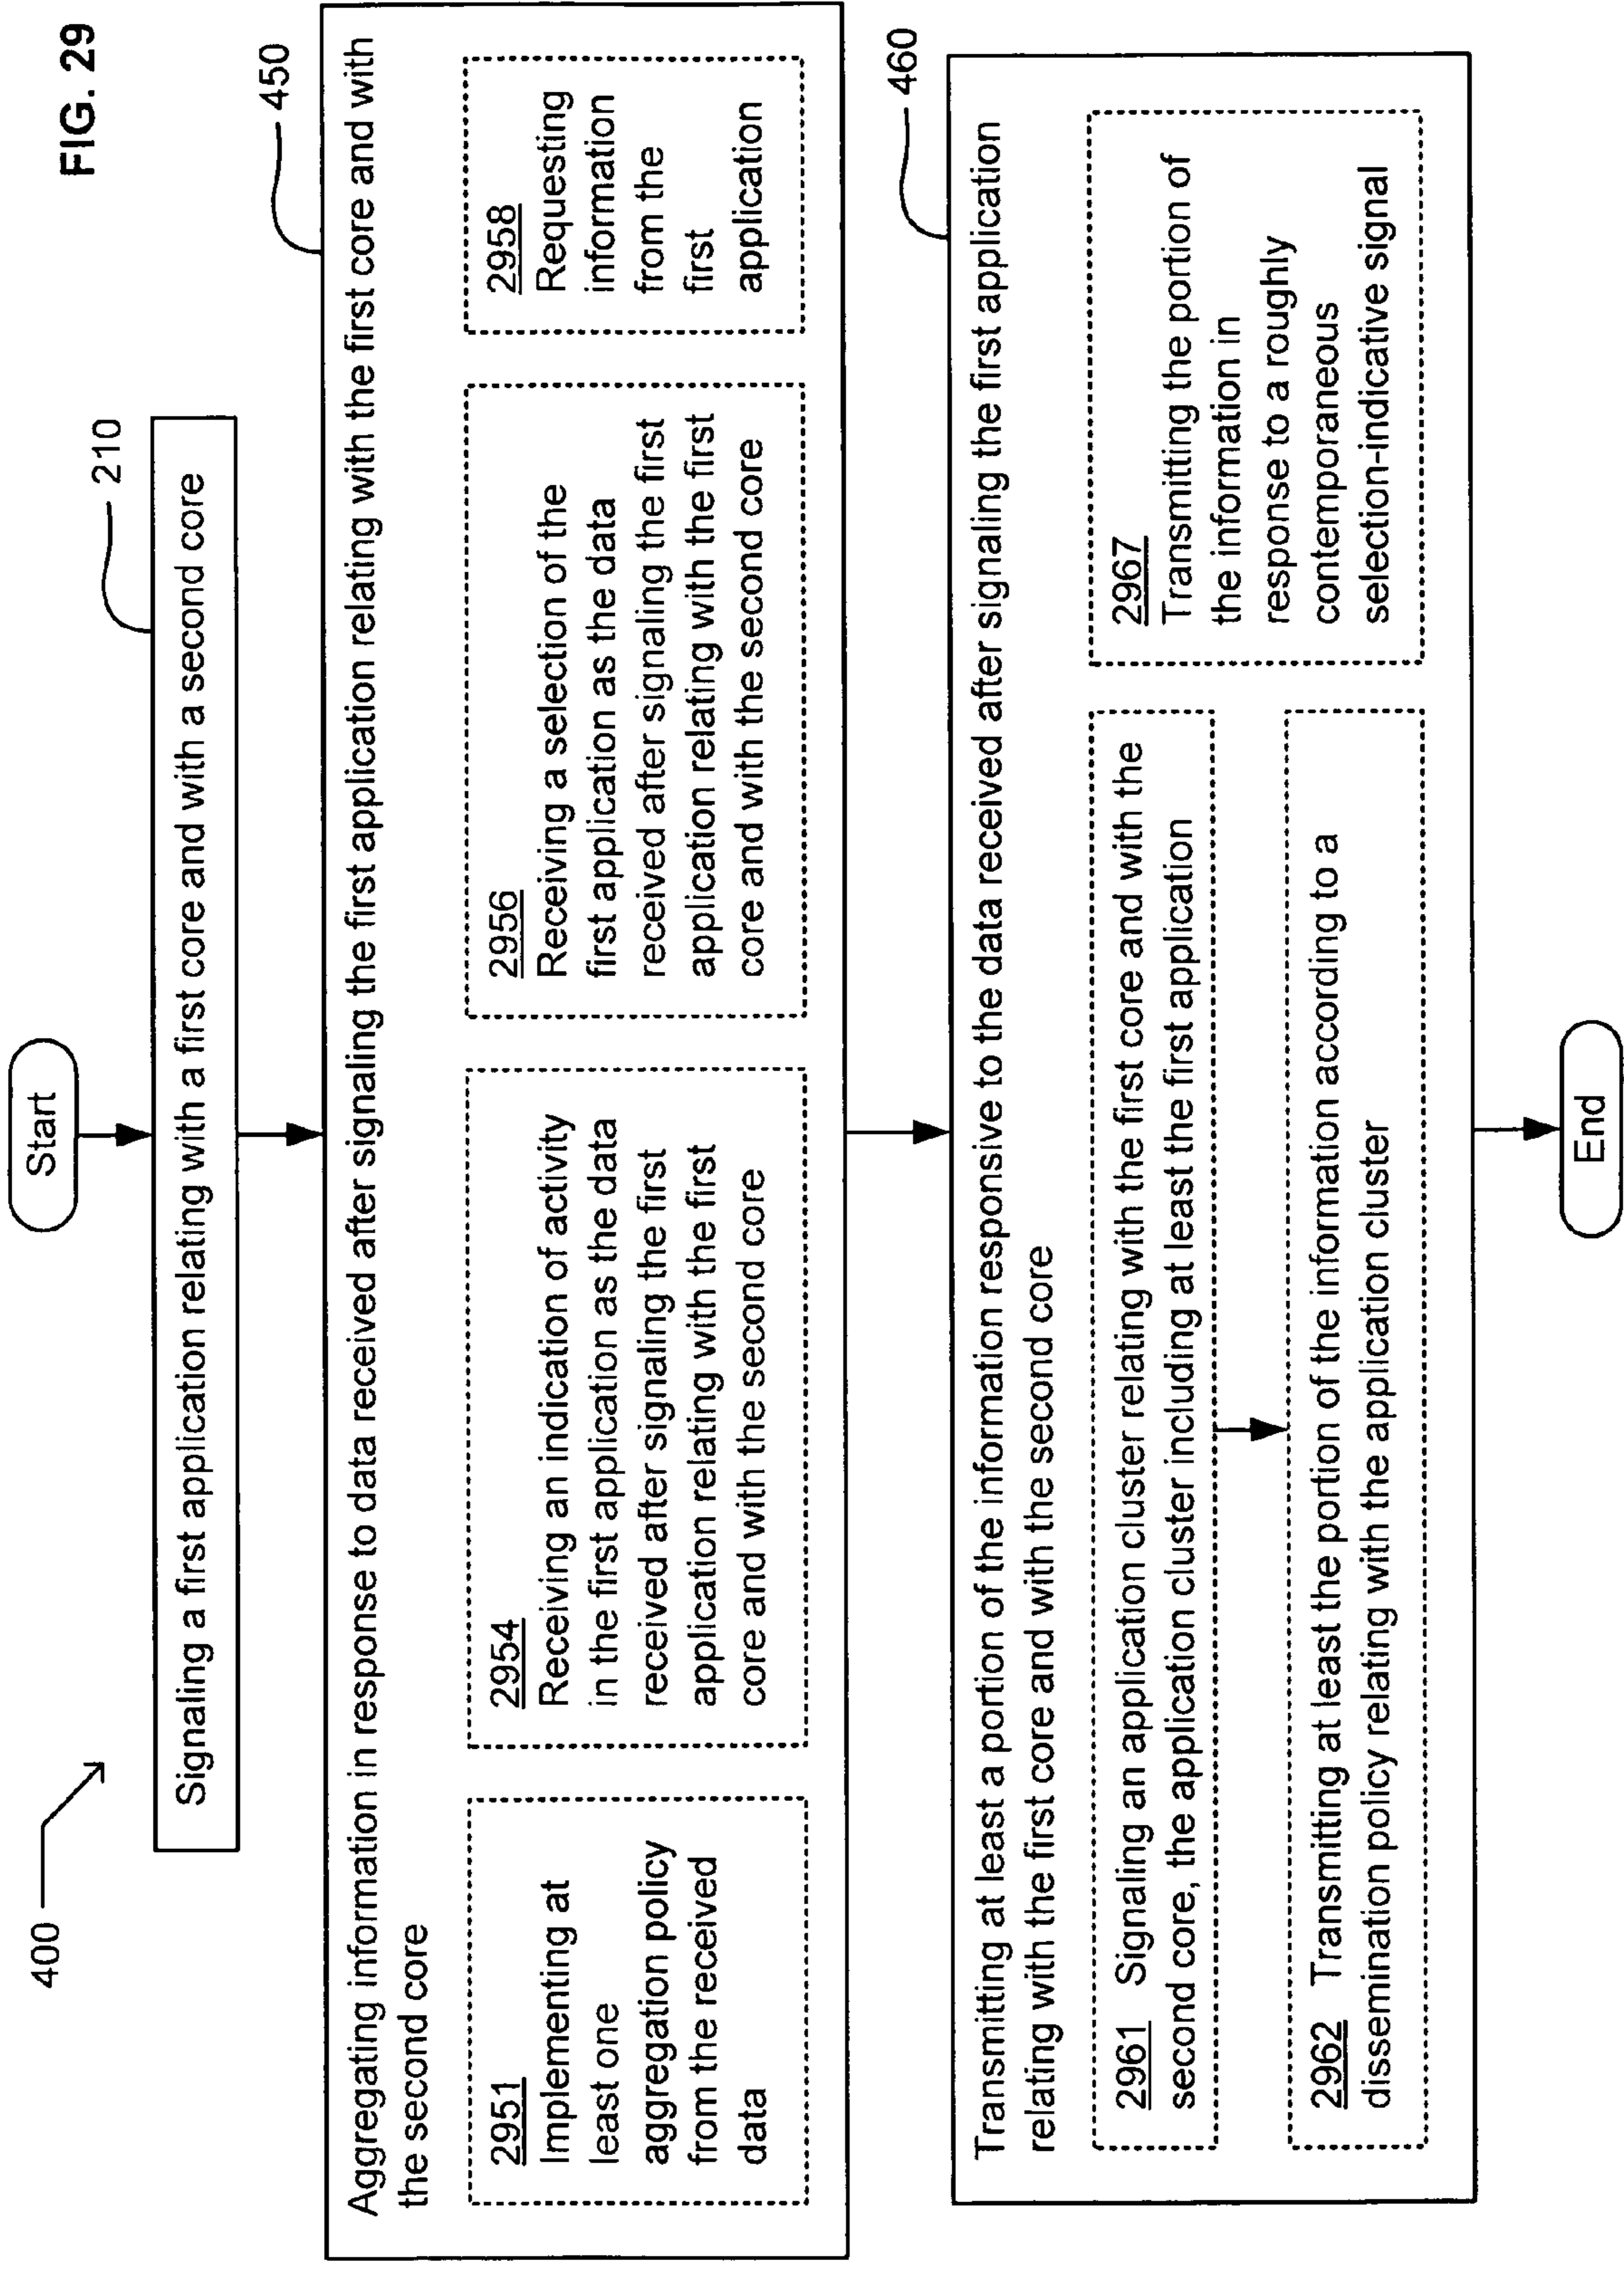 FIG. 29
400
Start
210
Signaling a first application relating with a first core and with a second core
450
Aggregating information in response to data received after signaling the first application relating with the first core and with
the second core
2951
Implementing at
least one
aggregation policy
from the received
data
2954
Receiving an indication of activity
in the first application as the data
received after signaling the first
application relating with the first
core and with the second core
2956
Receiving a selection of the
first application as the data
received after signaling the first
application relating with the first
core and with the second core
2958
Requesting
information
from the
first
application
460
Transmitting at least a portion of the information responsive to the data received after signaling the first application
relating with the first core and with the second core
2961 Signaling an application cluster relating with the first core and with the
second core, the application cluster including at least the first application
2962 Transmitting at least the portion of the information according to a
dissemination policy relating with the application cluster
2967
Transmitting the portion of
the information in
response to a roughly
contemporaneous
selection-indicative signal
End